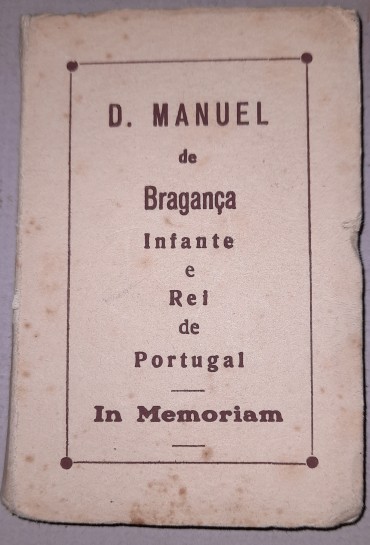 D. MANUEL
de
Bragança
Infante
e
Rei
de
Portugal
In Memoriam